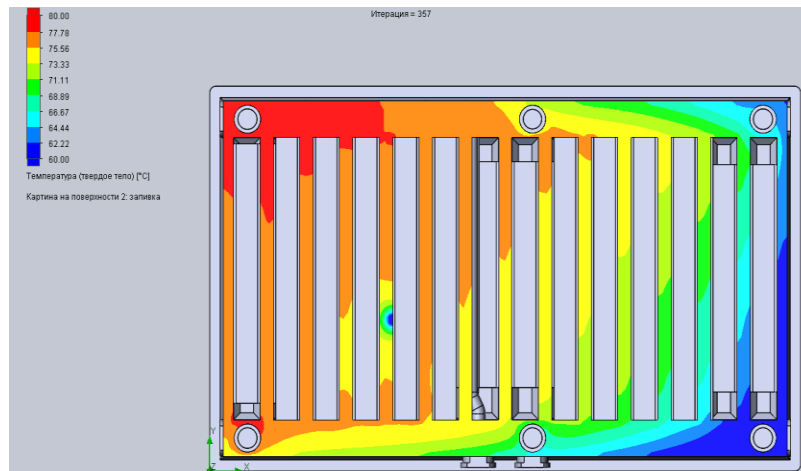 Итерация = 357
80.00
77.78
75.56
73.33
71.11
68.89
66.67
64.44
62.22
60.00
Температура (твердое тело) [°C]
Картина на поверхности 2: заливка
Y
Z
X